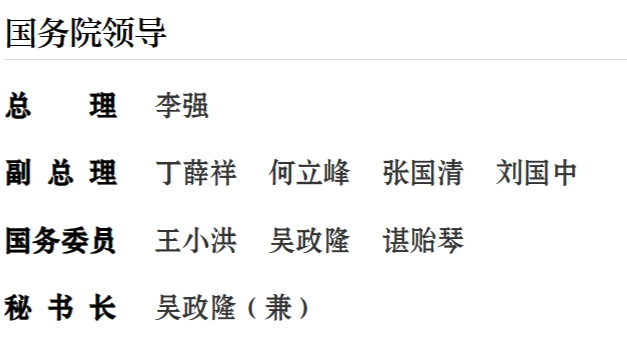 国务院领导
总 理 李强
副 总 理 丁薛祥 何立峰 张国清 刘国中
国务委员 王小洪 吴政隆 谌贻琴
秘 书 长 吴政隆（兼）